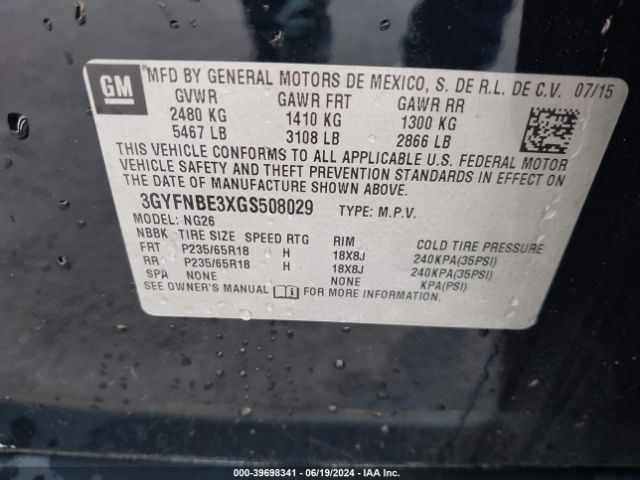 GM MFD BY GENERAL MOTORS DE MEXICO, S. DE R.L. DE C.V. 07/15
GVWR GAWR FRT GAWR RR
2480 KG 1410 KG 1300 KG
5467 LB 3108 LB 2866 LB
THIS VEHICLE CONFORMS TO ALL APPLICABLE U.S. FEDERAL MOTOR
VEHICLE SAFETY AND THEFT PREVENTION STANDARDS IN EFFECT ON
THE DATE OF MANUFACTURE SHOWN ABOVE.
3GYFNBE3XGS508029 TYPE: M.P.V.
MODEL: NG26
NBBK TIRE SIZE SPEED RTG RIM COLD TIRE PRESSURE
FRT P235/65R18 H 18X8J 240KPA(35PSI)
RR P235/65R18 H 18X8J 240KPA(35PSI)
SPA NONE NONE KPA(PSI)
SEE OWNER'S MANUAL FOR MORE INFORMATION.
000-39698341 - 06/19/2024 - IAA Inc.